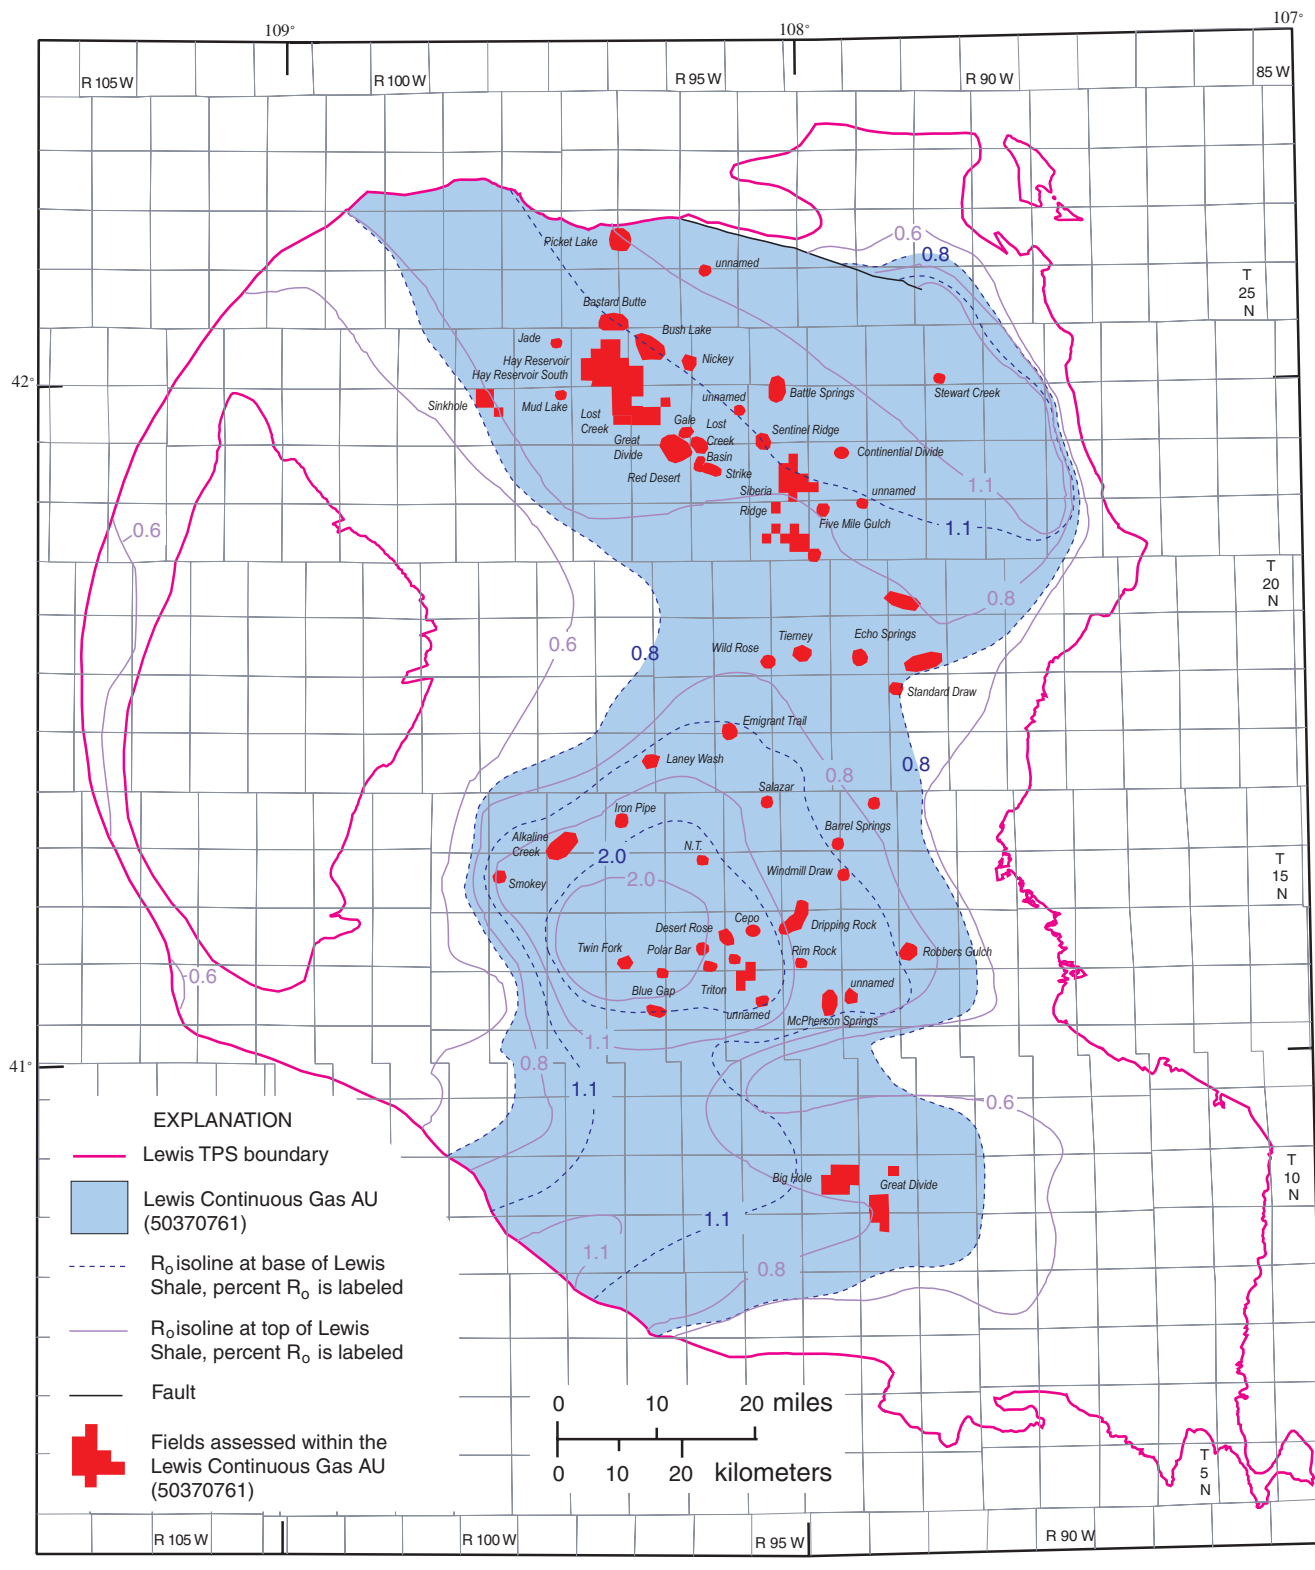 109°
108°
107°
R 105 W
R 100 W
R 95 W
R 90 W
85 W
0.6
0.8
Picket Lake
unnamed
T
25
N
Bastard Butte
Bush Lake
Jade
Hay Reservoir
Nickey
Hay Reservoir South
42°
Battle Springs
Stewart Creek
Sinkhole
Mud Lake
unnamed
Lost
Creek
Gale
Lost
Creek
Basin
Sentinel Ridge
Great
Divide
Continential Divide
Red Desert
Strike
Siberia
Ridge
unnamed
1.1
Five Mile Gulch
1.1
0.6
T
20
N
0.8
0.6
0.8
Wild Rose
Tierney
Echo Springs
Standard Draw
Emigrant Trail
Laney Wash
0.8
0.8
Salazar
Iron Pipe
Barrel Springs
Alkaline
Creek
2.0
N.T.
T
15
N
Smokey
2.0
Windmill Draw
Cepo
Desert Rose
Dripping Rock
Twin Fork
Polar Bar
Rim Rock
Robbers Gulch
0.6
Blue Gap
Triton
unnamed
unnamed
McPherson Springs
1.1
0.8
41°
1.1
0.6
Big Hole
Great Divide
T
10
N
1.1
1.1
0.8
EXPLANATION
Lewis TPS boundary
Lewis Continuous Gas AU
(50370761)
Ro isoline at base of Lewis
Shale, percent Ro is labeled
Ro isoline at top of Lewis
Shale, percent Ro is labeled
Fault
Fields assessed within the
Lewis Continuous Gas AU
(50370761)
0 10 20 miles
0 10 20 kilometers
T
5
N
R 105 W
R 100 W
R 95 W
R 90 W